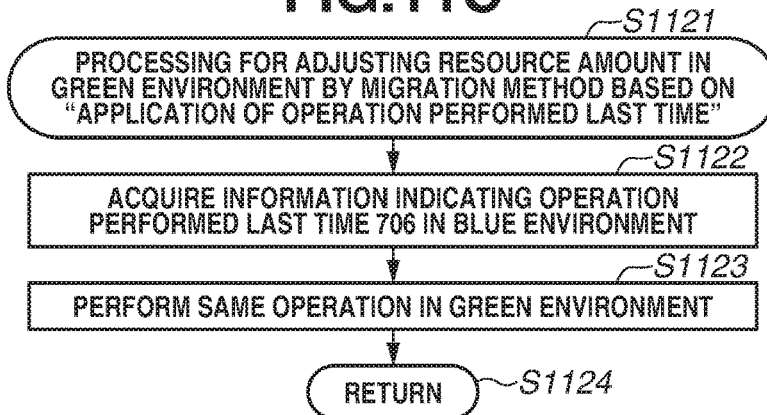 S1121
PROCESSING FOR ADJUSTING RESOURCE AMOUNT IN
GREEN ENVIRONMENT BY MIGRATION METHOD BASED ON
“APPLICATION OF OPERATION PERFORMED LAST TIME”
S1122
ACQUIRE INFORMATION INDICATING OPERATION
PERFORMED LAST TIME 706 IN BLUE ENVIRONMENT
S1123
PERFORM SAME OPERATION IN GREEN ENVIRONMENT
RETURN
S1124